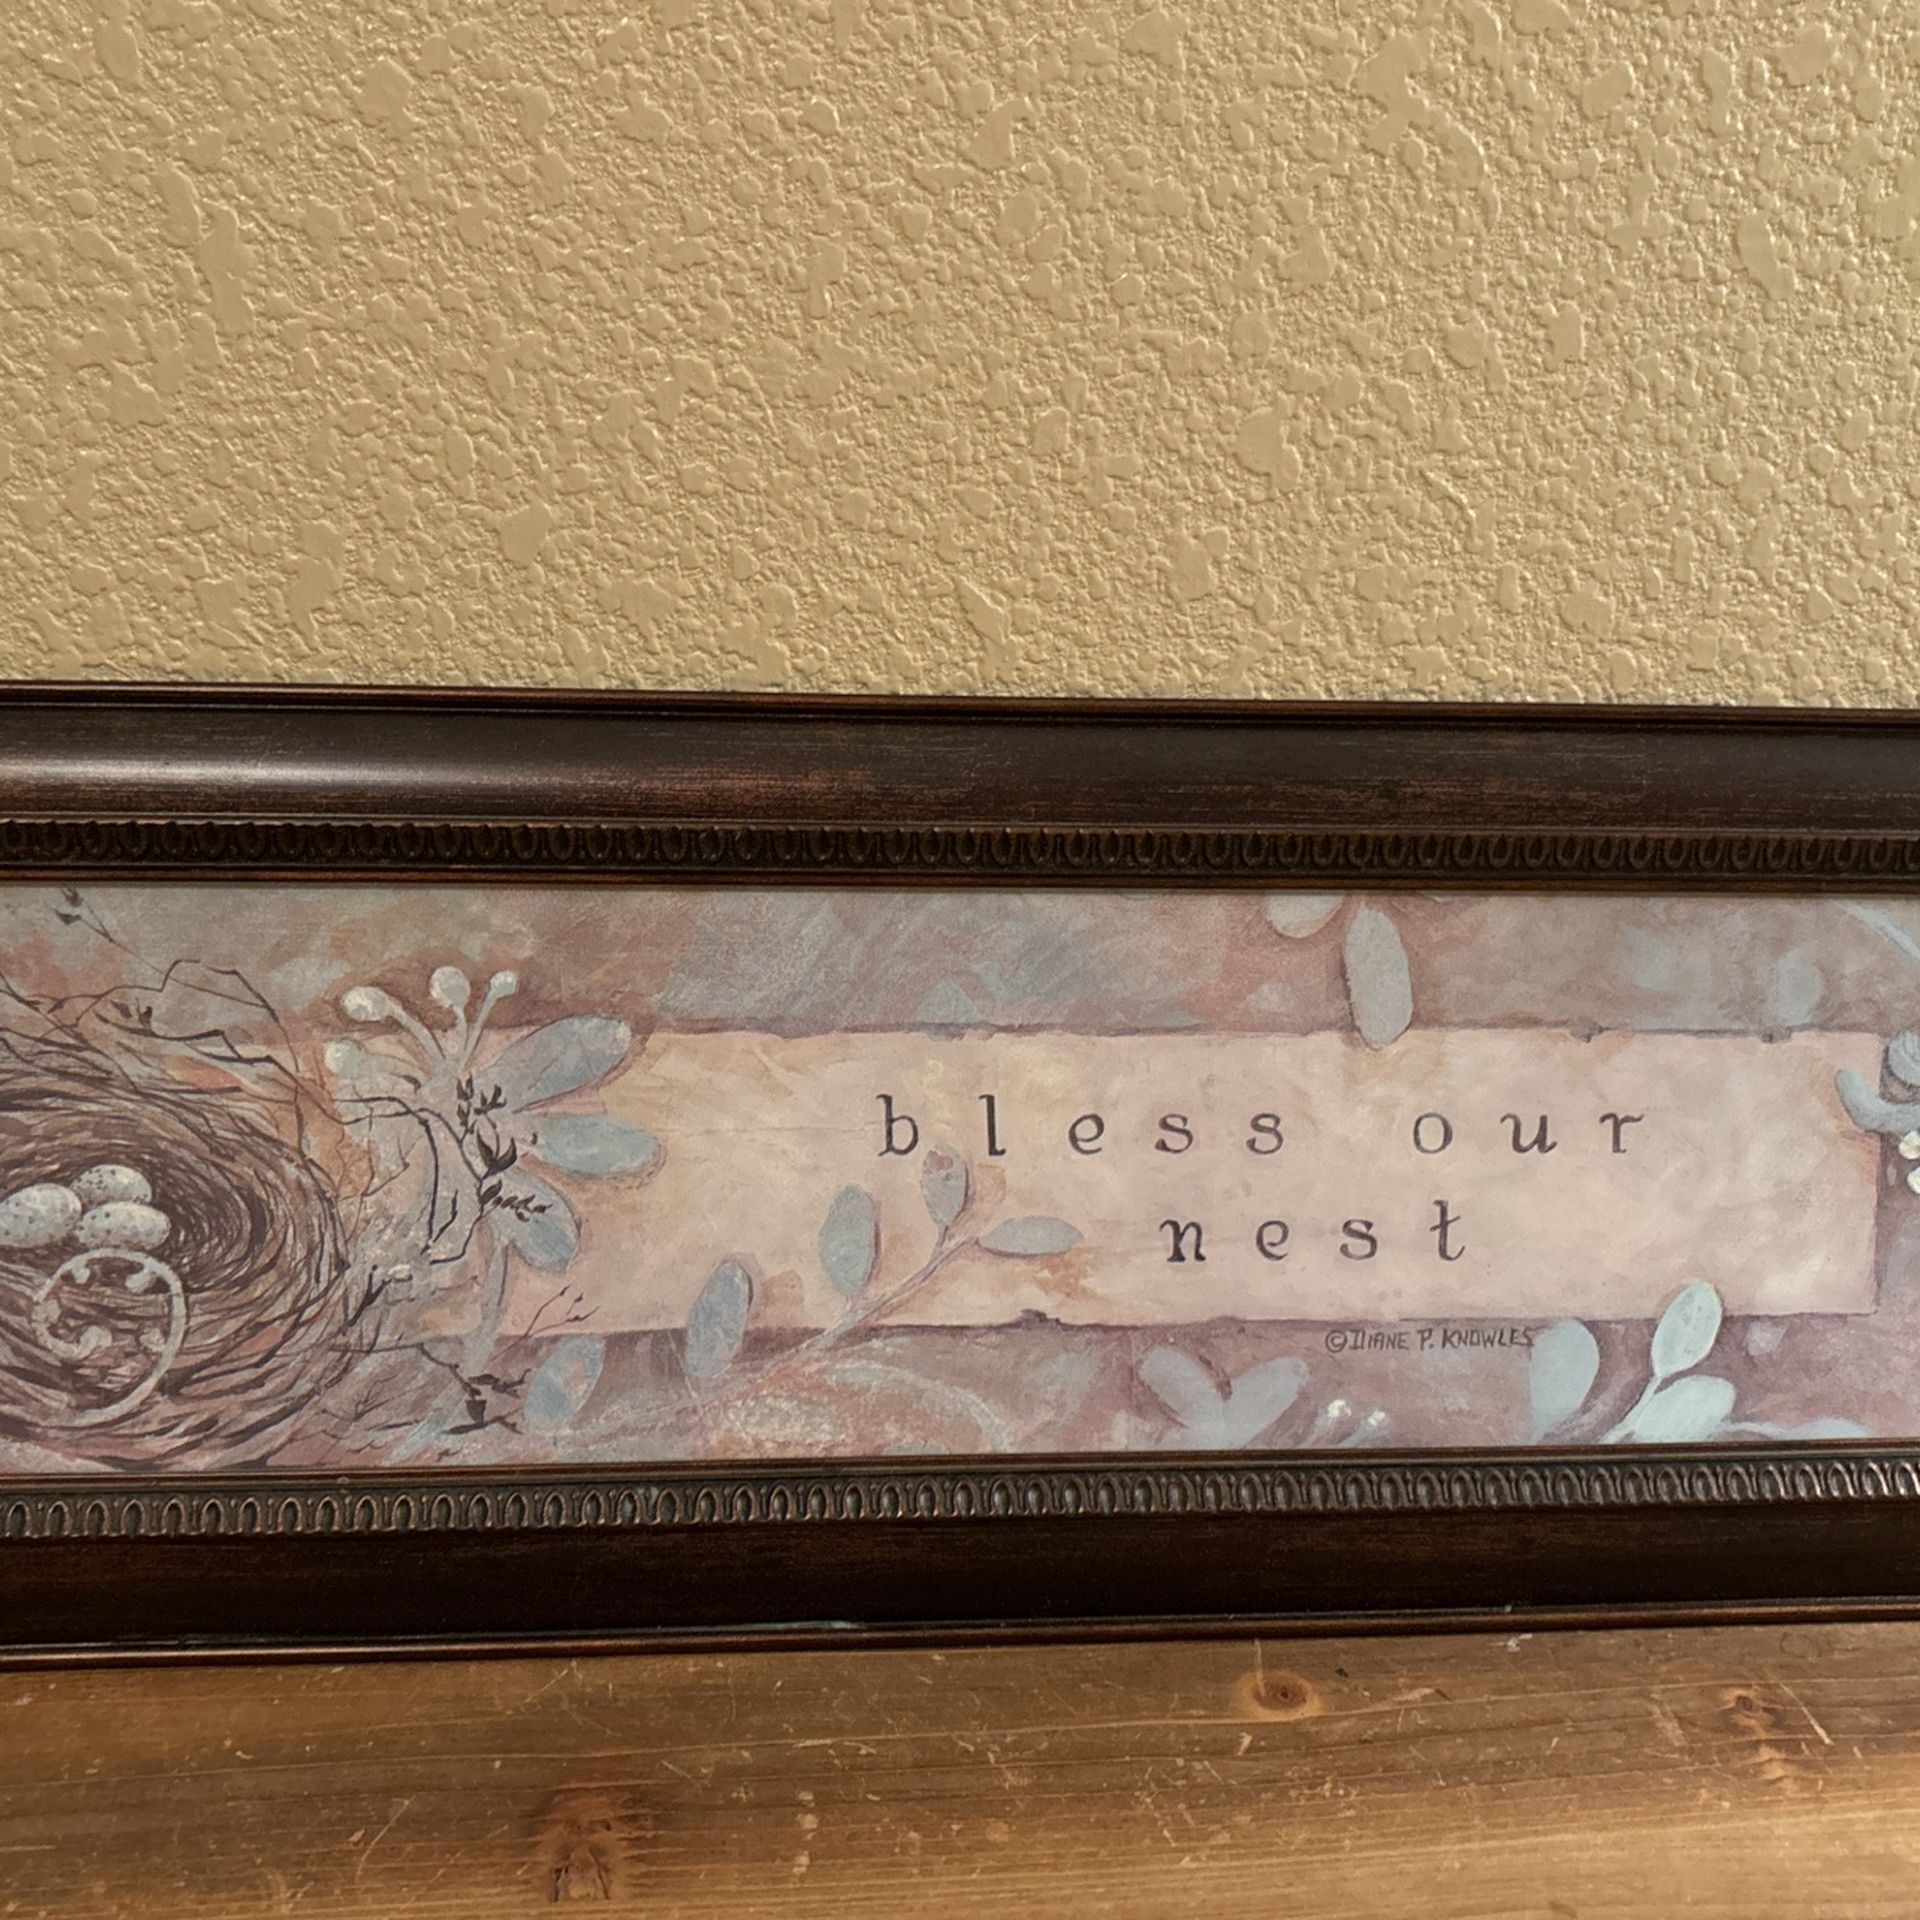 bless our
nest
©DIANE P. KNOWLES